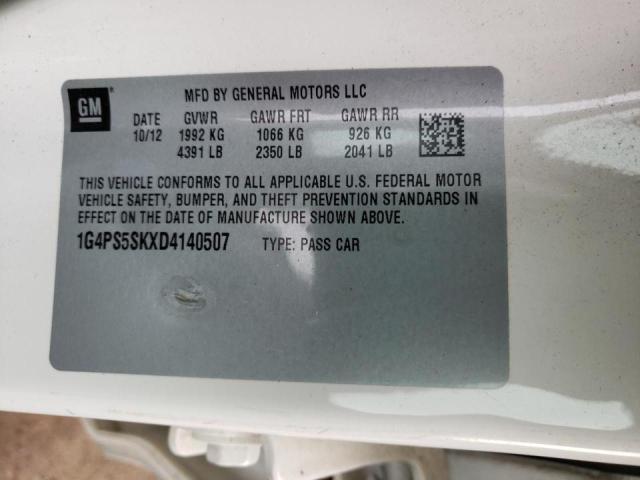 GM
MFD BY GENERAL MOTORS LLC
DATE GVWR GAWR FRT GAWR RR
10/12 1992 KG 1066 KG 926 KG
4391 LB 2350 LB 2041 LB
THIS VEHICLE CONFORMS TO ALL APPLICABLE U.S. FEDERAL MOTOR
VEHICLE SAFETY, BUMPER, AND THEFT PREVENTION STANDARDS IN
EFFECT ON THE DATE OF MANUFACTURE SHOWN ABOVE.
1G4PS5SKXD4140507 TYPE: PASS CAR